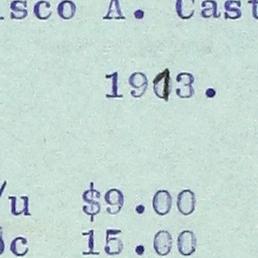 isco A. Cast
1913.
/u $9.00
c 15.00